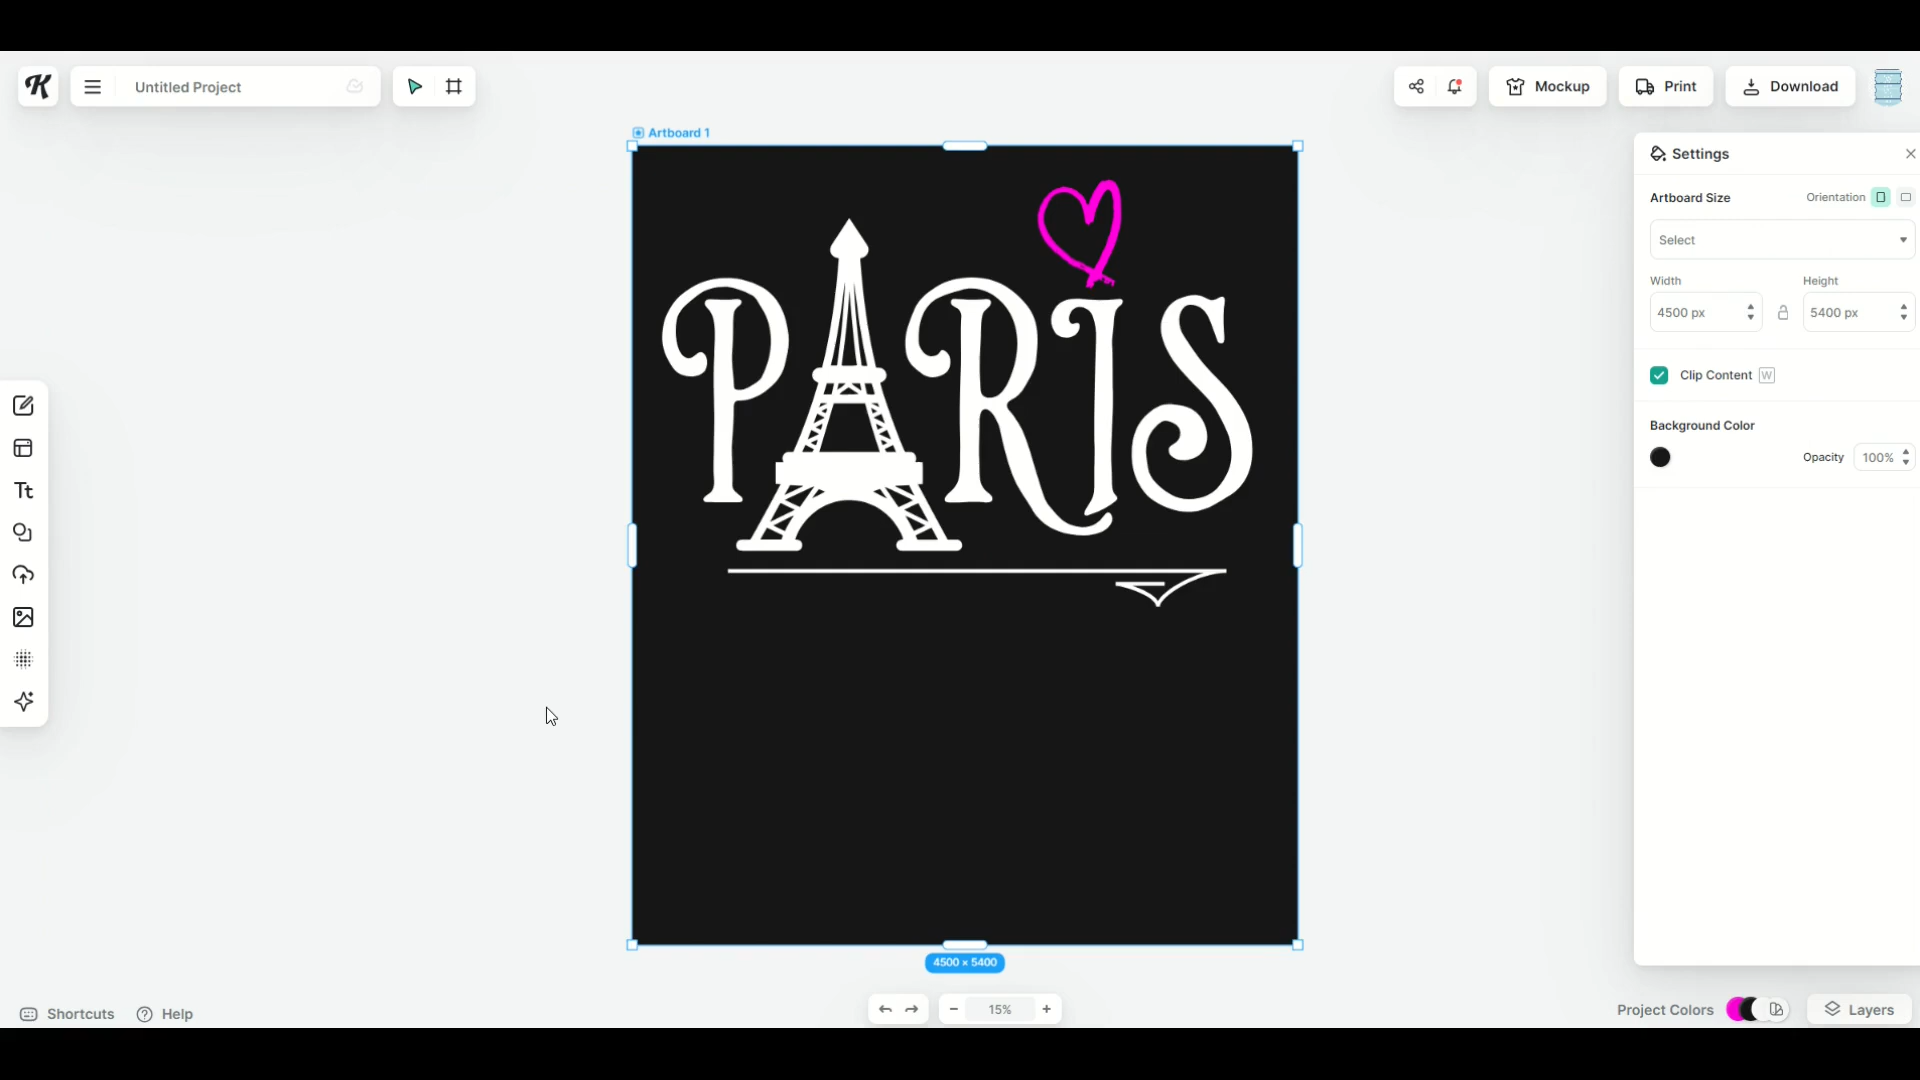 K Untitled Project Mockup Print Download
Artboard 1
Settings
Artboard Size Orientation
Select
Width Height
4500 px 5400 px
Clip Content W
Background Color
Opacity 100%
PARIS
Tt
4500 × 5400
Shortcuts Help 15% Project Colors Layers